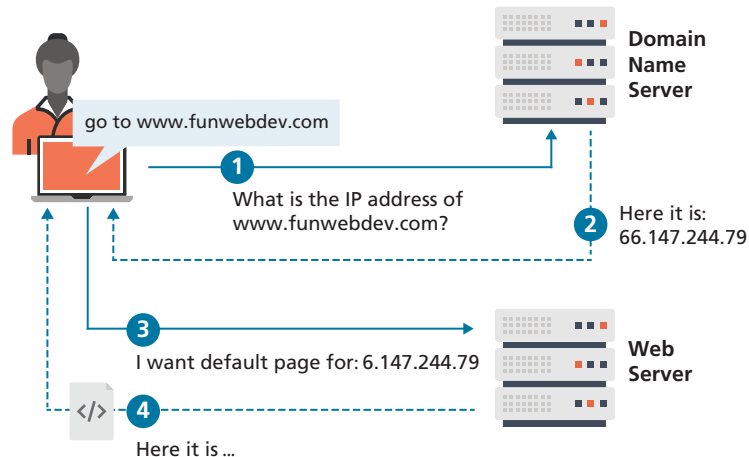 Domain
Name
Server
go to www.funwebdev.com
1
What is the IP address of
www.funwebdev.com?
2
Here it is:
66.147.244.79
3
I want default page for: 6.147.244.79
Web
Server
</>
4
Here it is ...